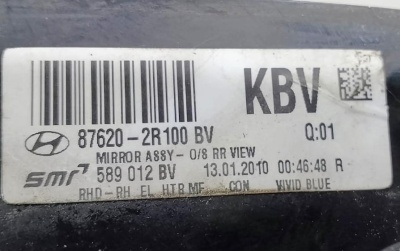 KBV
87620-2R100 BV Q:01
MIRROR ASSY- O/S RR VIEW
smr 589 012 BV 13.01.2010 00:46:48 R-
RHD-RH EL HTR MF CON VIVID BLUE